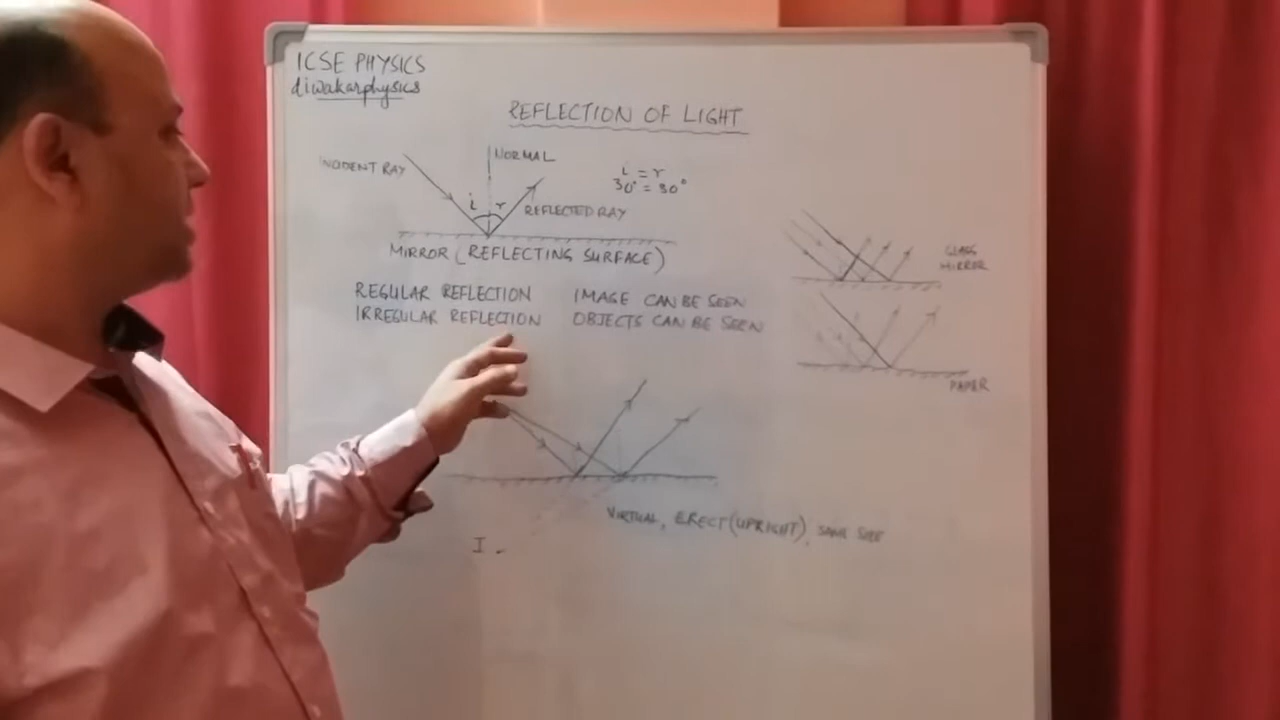 ICSE PHYSICS
diwakarphysics
REFLECTION OF LIGHT
INCIDENT RAY
NORMAL
i = r
30° = 30°
i r
REFLECTED RAY
MIRROR (REFLECTING SURFACE)
GLASS
MIRROR
REGULAR REFLECTION IMAGE CAN BE SEEN
IRREGULAR REFLECTION OBJECTS CAN BE SEEN
PAPER
VIRTUAL, ERECT (UPRIGHT), SAME SIZE
I